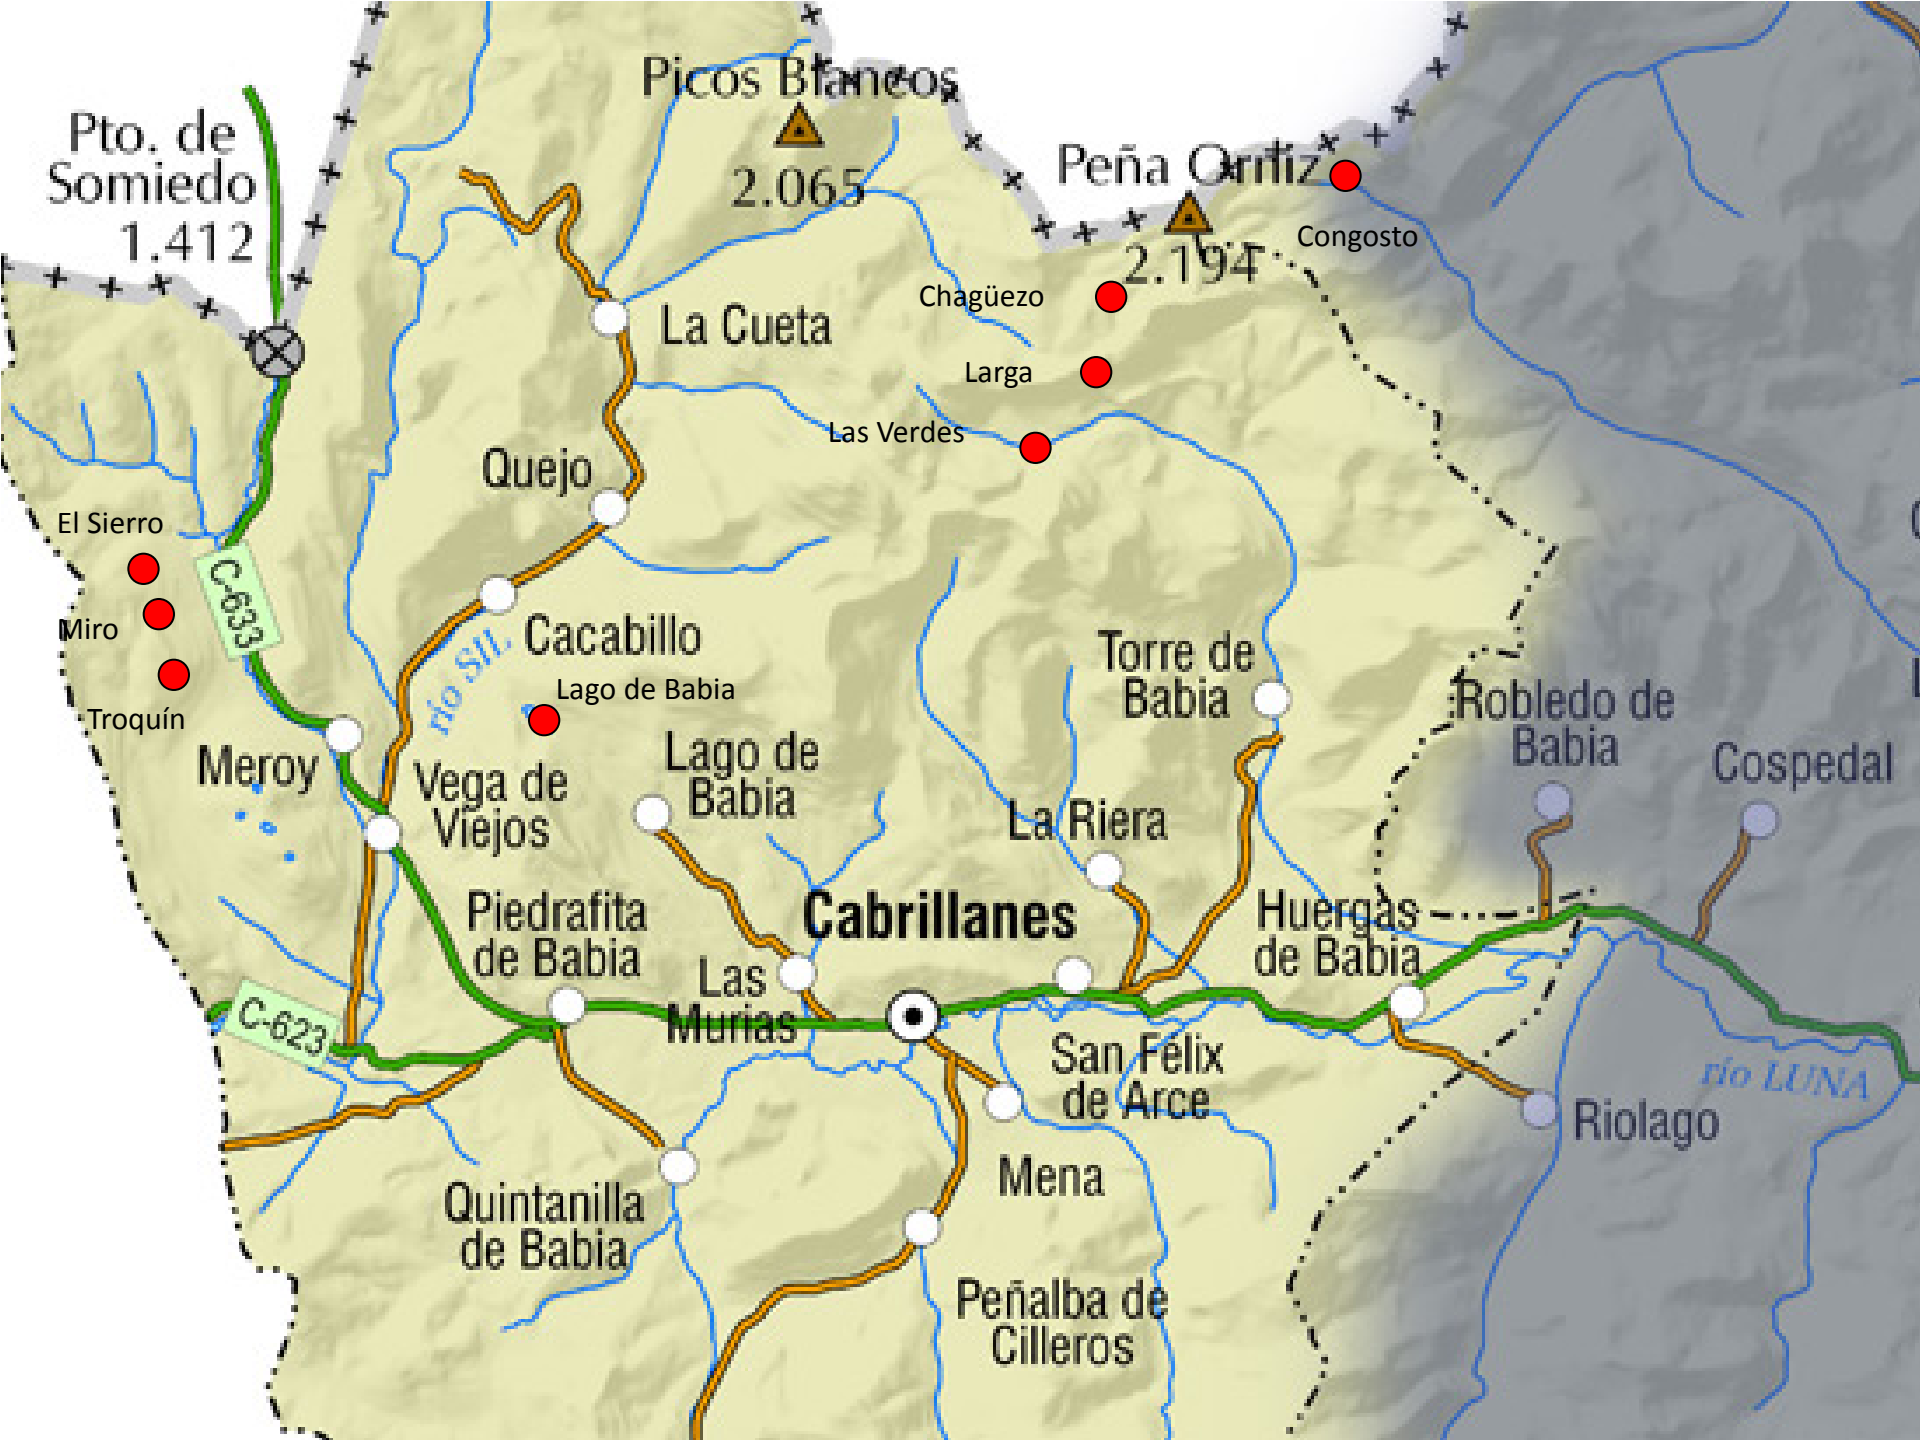 Picos Blancos
2.065
Pto. de
Somiedo
1.412
Peña Orniz
2.194
Congosto
Chagüezo
La Cueta
Larga
Las Verdes
Quejo
El Sierro
C-633
Miro
Cacabillo
río SIL
Torre de
Babia
Lago de Babia
Robledo de
Babia
Troquín
Meroy
Vega de
Viejos
Lago de
Babia
Cospedal
La Riera
Piedrafita
de Babia
Cabrillanes
Huergas
de Babia
Las
Murias
C-623
San Félix
de Arce
río LUNA
Riolago
Mena
Quintanilla
de Babia
Peñalba de
Cilleros